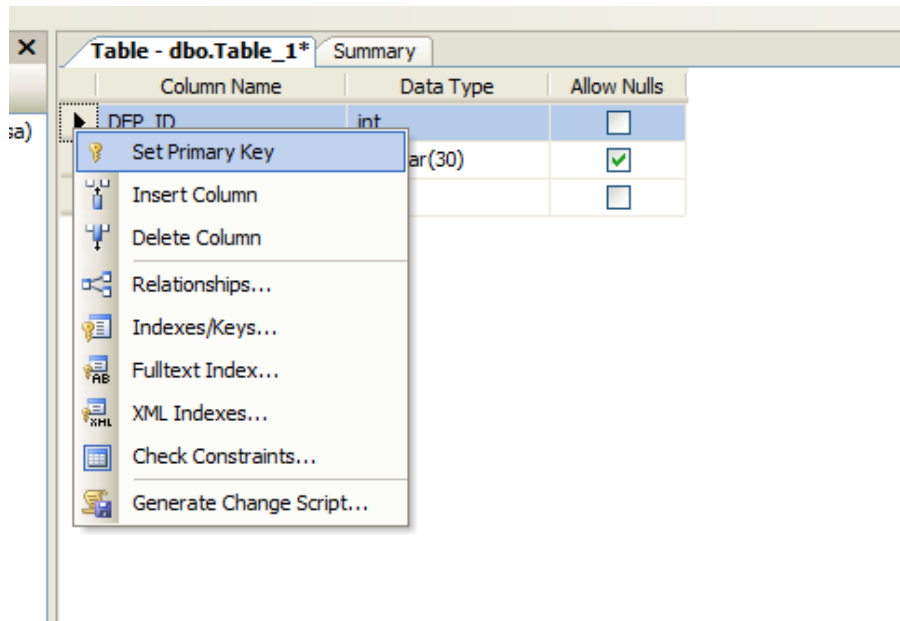 sa)
Table - dbo.Table_1* Summary
Column Name Data Type Allow Nulls
DEP_ID int
ar(30)
Set Primary Key
Insert Column
Delete Column
Relationships...
Indexes/Keys...
Fulltext Index...
XML Indexes...
Check Constraints...
Generate Change Script...